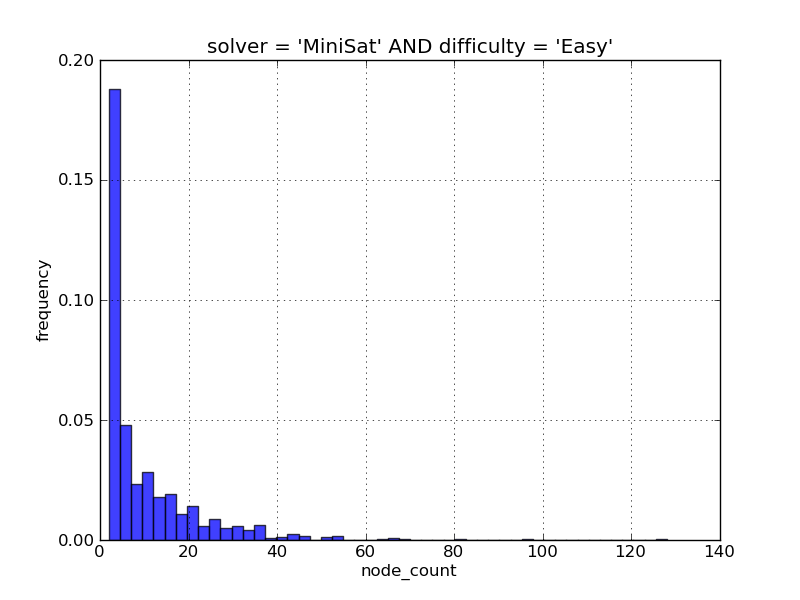 solver = 'MiniSat' AND difficulty = 'Easy'
0.20
0.15
0.10
0.05
0.00
frequency
0 20 40 60 80 100 120 140
node_count